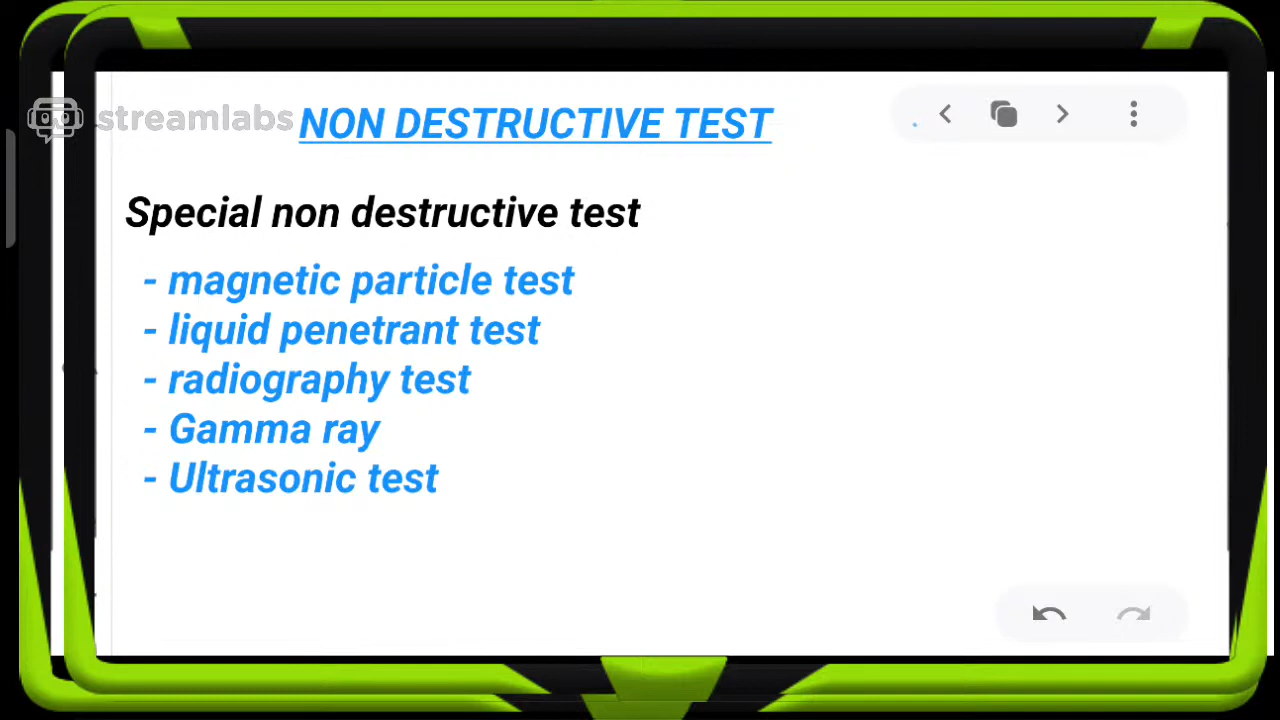 streamlabs
NON DESTRUCTIVE TEST
Special non destructive test
- magnetic particle test
- liquid penetrant test
- radiography test
- Gamma ray
- Ultrasonic test